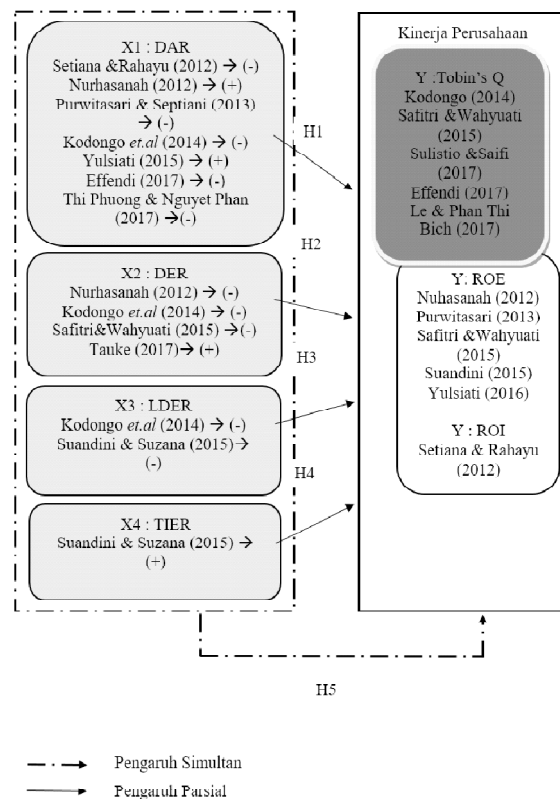 X1 : DAR
Setiana &Rahayu (2012) → (-)
Nurhasanah (2012) → (+)
Purwitasari & Septiani (2013)
→ (-)
Kodongo et.al (2014) → (-)
Yulsiati (2015) → (+)
Effendi (2017) → (-)
Thi Phuong & Nguyet Phan
(2017) →(-)
H1
H2
X2 : DER
Nurhasanah (2012) → (-)
Kodongo et.al (2014) → (-)
Safitri&Wahyuati (2015) →(-)
Tauke (2017)→ (+)
H3
X3 : LDER
Kodongo et.al (2014) → (-)
Suandini & Suzana (2015)→
(-)
H4
X4 : TIER
Suandini & Suzana (2015) →
(+)
Kinerja Perusahaan
Y :Tobin's Q
Kodongo (2014)
Safitri &Wahyuati
(2015)
Sulistio &Saifi
(2017)
Effendi (2017)
Le & Phan Thi
Bich (2017)
Y: ROE
Nuhasanah (2012)
Purwitasari (2013)
Safitri & Wahyuati
(2015)
Suandini (2015)
Yulsiati (2016)
Y : ROI
Setiana & Rahayu
(2012)
H5
Pengaruh Simultan
Pengaruh Parsial